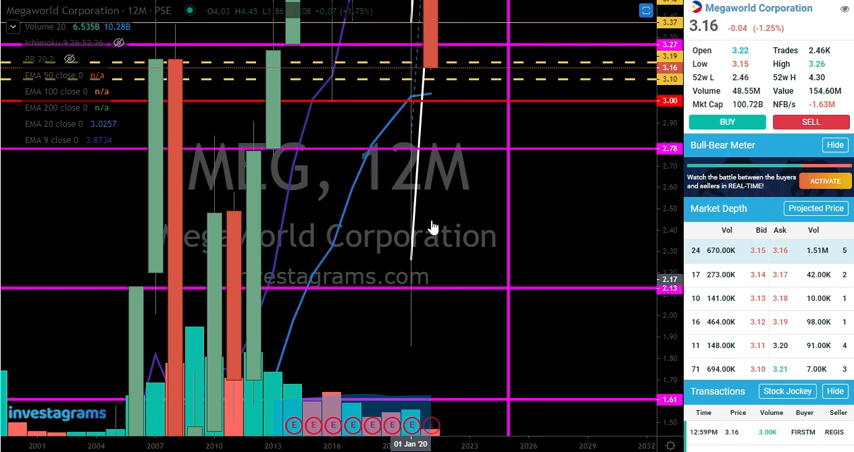 Megaworld Corporation · 12M · PSE
O4.03 H4.45 L1.86
+0.07 (+1.75%)
Volume 20 6.535B 10.28B
Ichimoku 9 26 52 26
BB 20 2
EMA 50 close 0 n/a
EMA 100 close 0 n/a
EMA 200 close 0 n/a
EMA 20 close 0 3.0257
EMA 9 close 0 3.8734
MEG, 12M
Megaworld Corporation
investagrams.com
investagrams
3.37
3.30
3.27
3.19
3.16
3.10
3.00
2.90
2.78
2.70
2.60
2.50
2.40
2.30
2.17
2.13
2.00
1.90
1.80
1.70
1.61
1.50
E E E E E E E E
2001 2004 2007 2010 2013 2016 01 Jan '20 2023 2026 2029 2032
Megaworld Corporation
3.16 -0.04 (-1.25%)
Open 3.22 Trades 2.46K
Low 3.15 High 3.26
52w L 2.46 52w H 4.30
Volume 48.55M Value 154.60M
Mkt Cap 100.72B NFB/s -1.63M
BUY SELL
Bull-Bear Meter Hide
Watch the battle between the buyers
and sellers in REAL-TIME!
ACTIVATE
Market Depth Projected Price
Vol Bid Ask Vol
24 670.00K 3.15 3.16 1.51M 5
17 273.00K 3.14 3.17 42.00K 2
10 141.00K 3.13 3.18 10.00K 1
16 464.00K 3.12 3.19 98.00K 1
11 148.00K 3.11 3.20 91.00K 4
71 694.00K 3.10 3.21 7.00K 3
Transactions Stock Jockey Hide
Time Price Volume Buyer Seller
12:59PM 3.16 3.00K FIRSTM REGIS